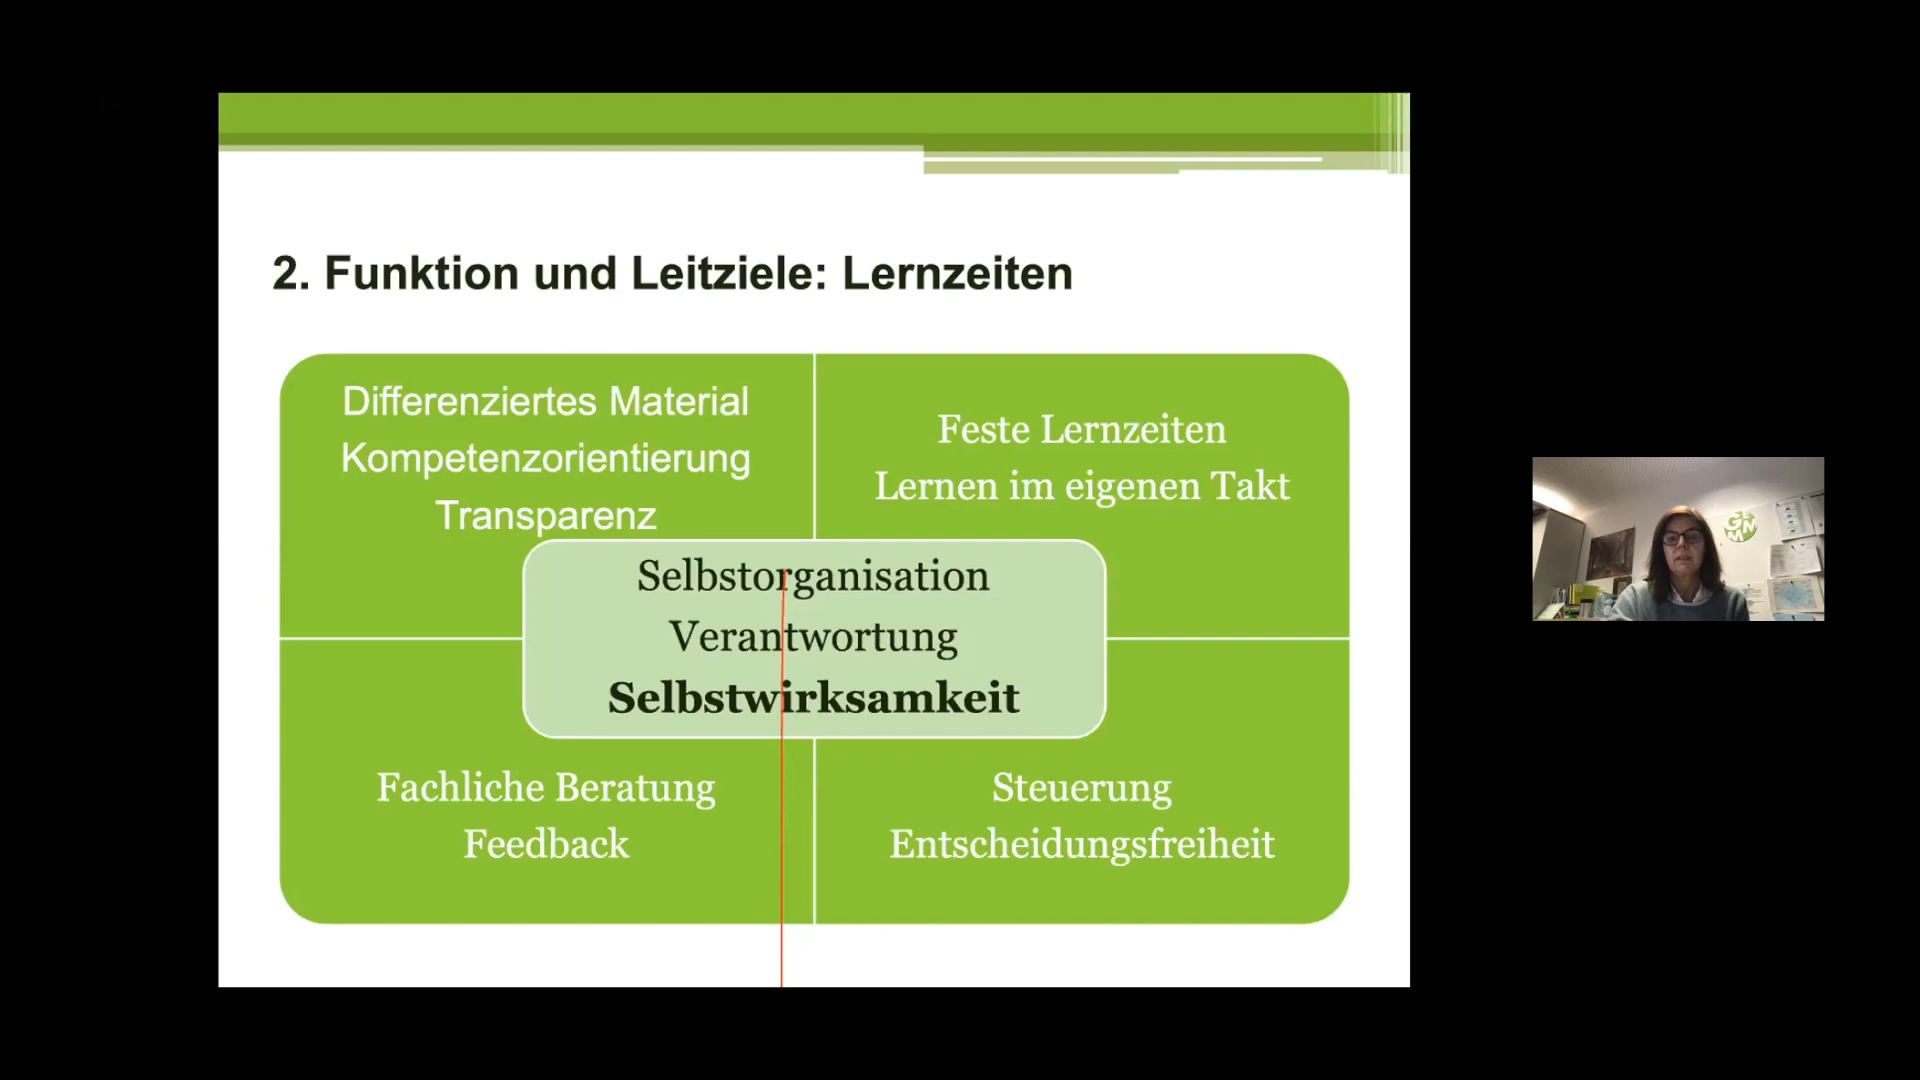 2. Funktion und Leitziele: Lernzeiten
Differenziertes Material
Kompetenzorientierung
Transparenz
Feste Lernzeiten
Lernen im eigenen Takt
Selbstorganisation
Verantwortung
Selbstwirksamkeit
Fachliche Beratung
Feedback
Steuerung
Entscheidungsfreiheit